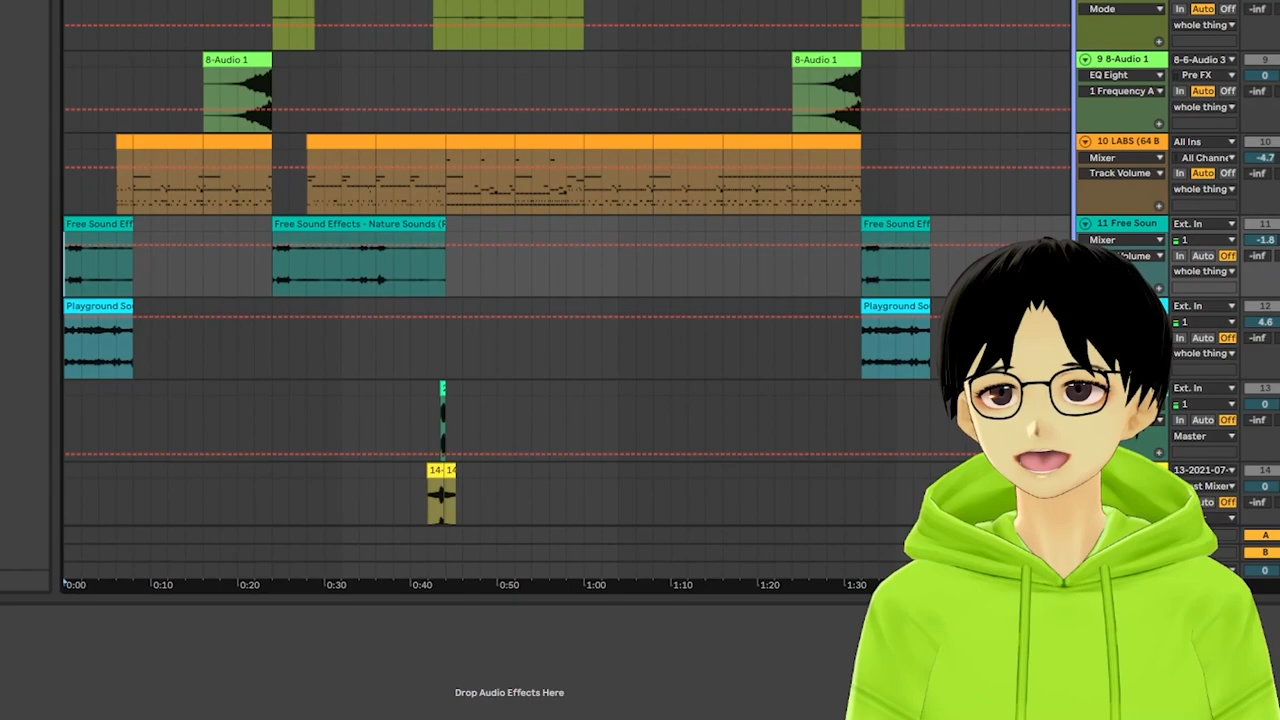 Mode
In Auto Off -inf
whole thing
8-Audio 1
8-Audio 1
9 8-Audio 1
8-6-Audio 3
9
EQ Eight
Pre FX
0
1 Frequency A
In Auto Off -inf
whole thing
10 LABS (64 B
All Ins
10
Mixer
All Chann
-4.7
Track Volume
In Auto Off -inf
whole thing
Free Sound Eff
Free Sound Effects - Nature Sounds (F
Free Sound Eff
11 Free Soun
Ext. In
11
Mixer
1
-1.8
Volume
In Auto Off -inf
whole thing
Playground So
Playground So
Ext. In
12
1
4.6
In Auto Off -inf
whole thing
Ext. In
13
1
0
In Auto Off -inf
Master
14- 14
13-2021-07-
14
st Mixer
0
to Off -inf
A
B
0
0:00 0:10 0:20 0:30 0:40 0:50 1:00 1:10 1:20 1:30
Drop Audio Effects Here